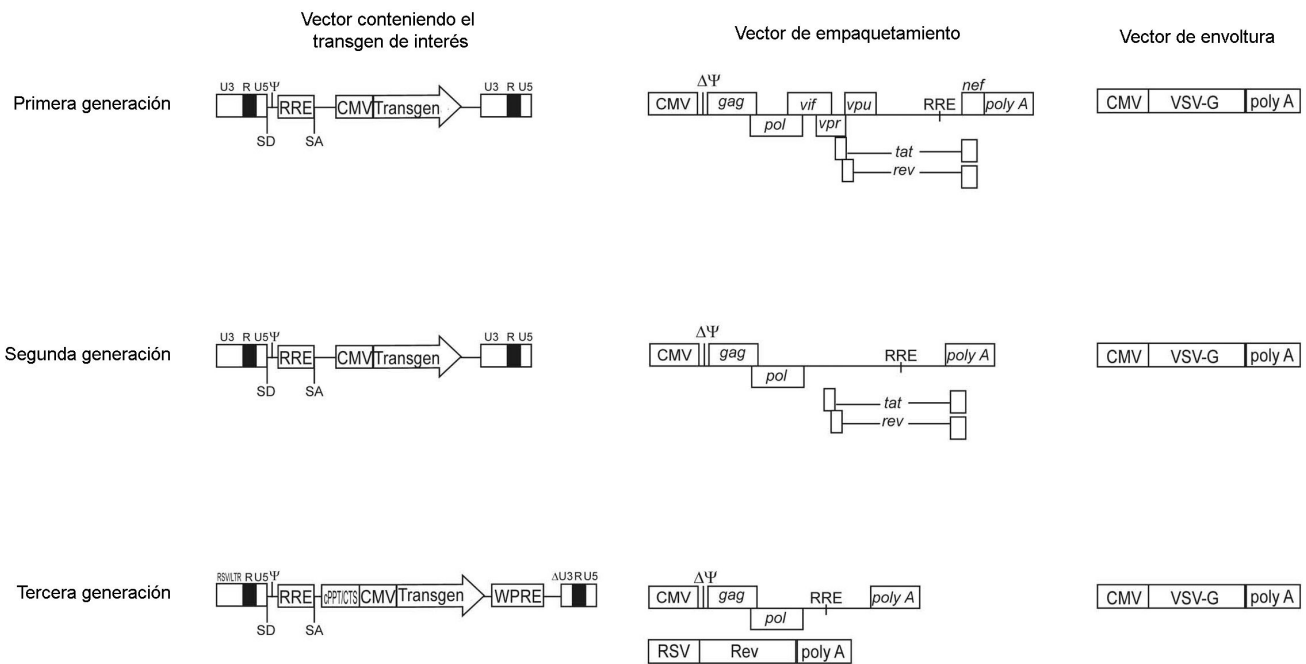 Vector conteniendo el
transgen de interés
Vector de empaquetamiento
Vector de envoltura
Primera generación
U3 R U5 Ψ
RRE CMV Transgen
U3 R U5
SD SA
ΔΨ
CMV gag vif vpu RRE nef poly A
pol vpr
tat
rev
CMV VSV-G poly A
Segunda generación
U3 R U5 Ψ
RRE CMV Transgen
U3 R U5
SD SA
ΔΨ
CMV gag RRE poly A
pol
tat
rev
CMV VSV-G poly A
Tercera generación
RSV/LTR R U5 Ψ
RRE cPPT/CTS CMV Transgen WPRE
ΔU3 R U5
SD SA
ΔΨ
CMV gag RRE poly A
pol
RSV Rev poly A
CMV VSV-G poly A